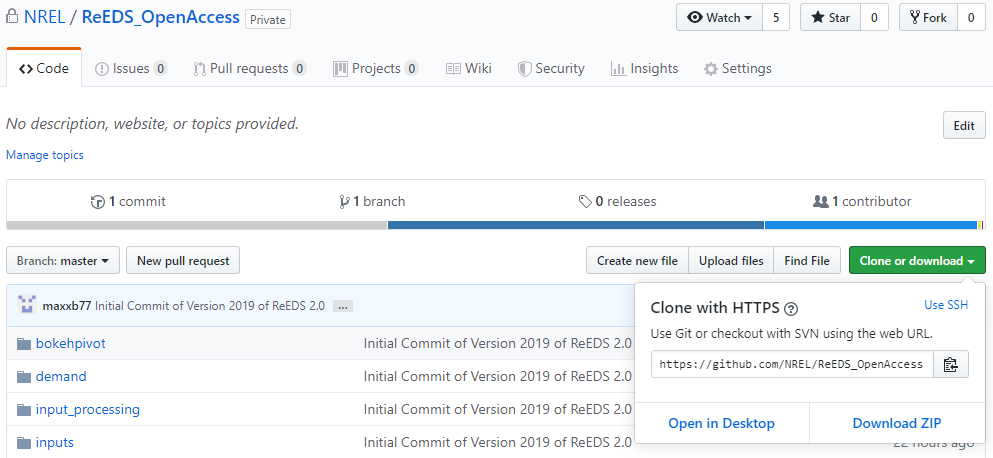 NREL / ReEDS_OpenAccess Private Watch 5 Star 0 Fork 0
Code Issues 0 Pull requests 0 Projects 0 Wiki Security Insights Settings
No description, website, or topics provided. Edit
Manage topics
1 commit 1 branch 0 releases 1 contributor
Branch: master New pull request Create new file Upload files Find File Clone or download
maxxb77 Initial Commit of Version 2019 of ReEDS 2.0 ...
Clone with HTTPS ? Use SSH
Use Git or checkout with SVN using the web URL.
https://github.com/NREL/ReEDS_OpenAccess
Open in Desktop Download ZIP
bokehpivot Initial Commit of Version 2019 of ReEDS 2.0
demand Initial Commit of Version 2019 of ReEDS 2.0
input_processing Initial Commit of Version 2019 of ReEDS 2.0
inputs Initial Commit of Version 2019 of ReEDS 2.0 22 hours ago